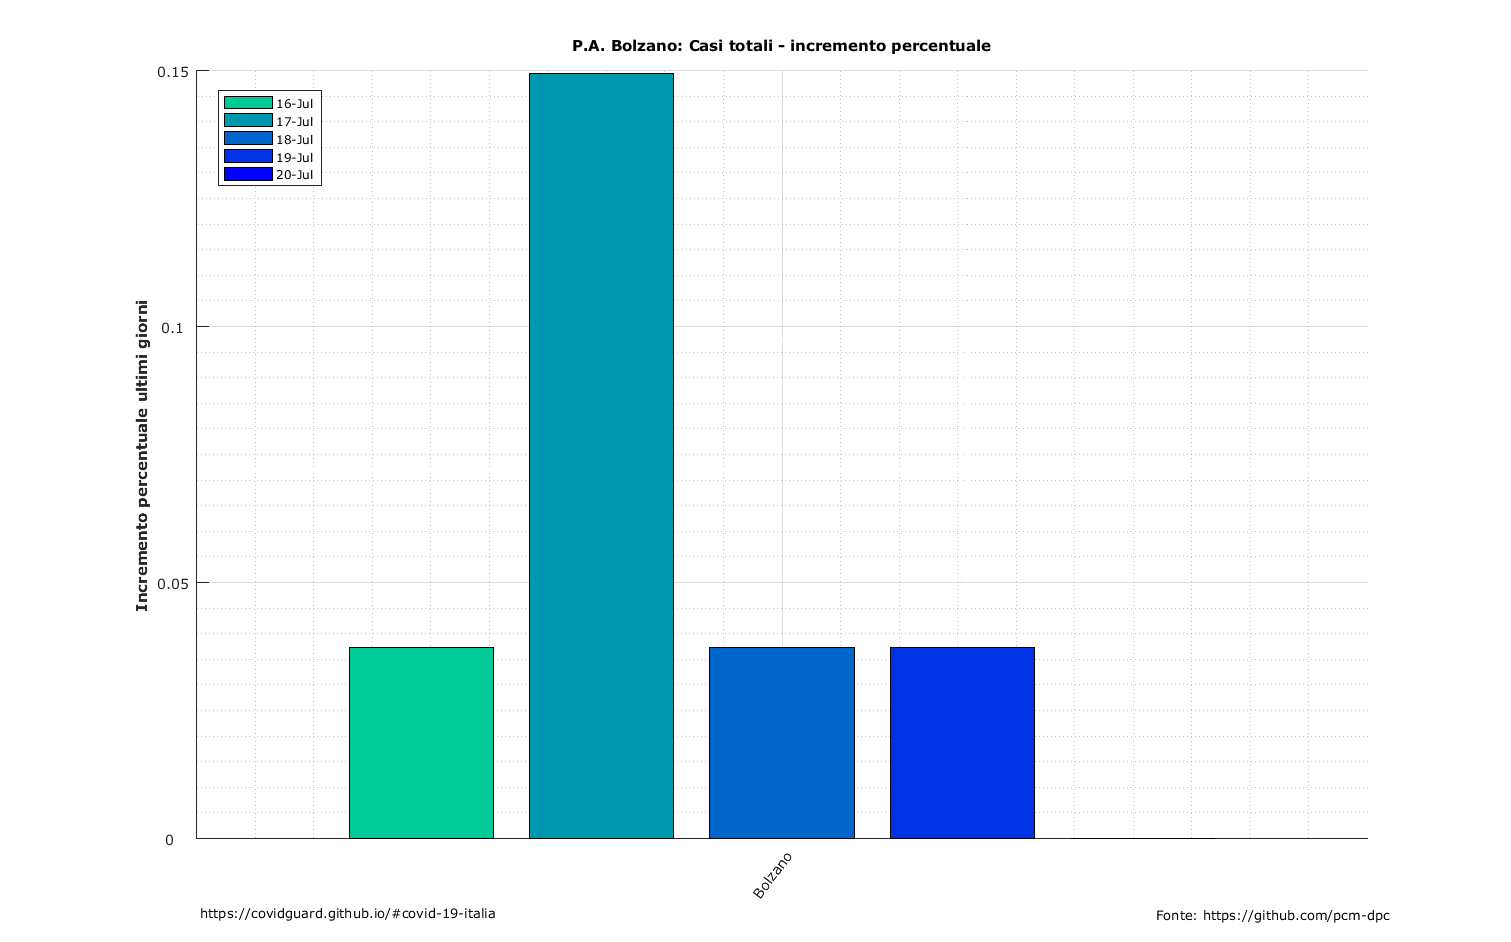 P.A. Bolzano: Casi totali - incremento percentuale
0.15
0.1
0.05
0
Incremento percentuale ultimi giorni
16-Jul
17-Jul
18-Jul
19-Jul
20-Jul
Bolzano
https://covidguard.github.io/#covid-19-italia
Fonte: https://github.com/pcm-dpc